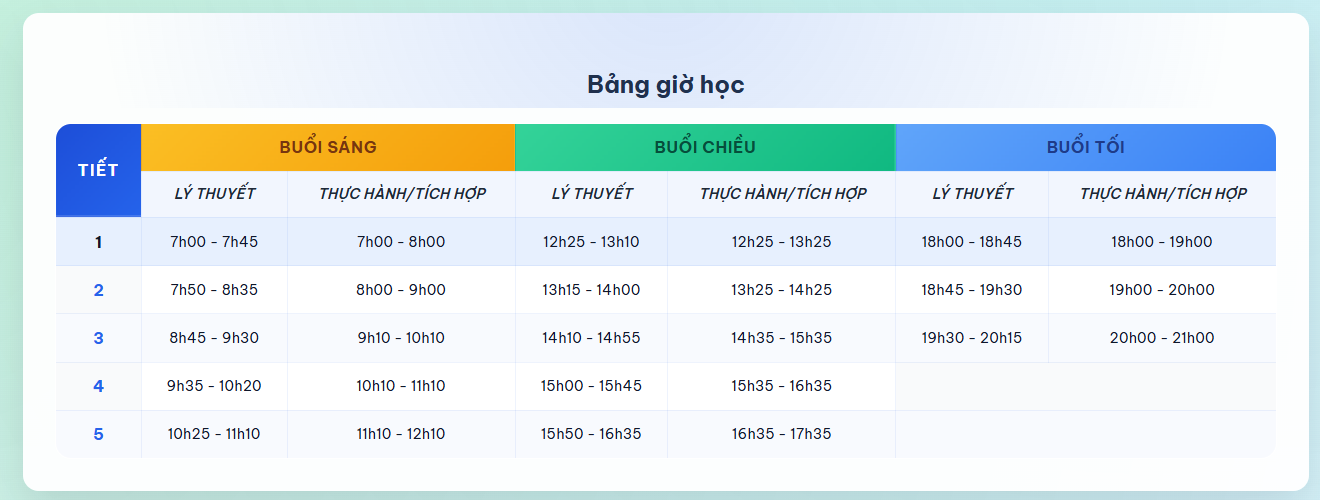 Bảng giờ học
TIẾT BUỔI SÁNG BUỔI CHIỀU BUỔI TỐI
LÝ THUYẾT THỰC HÀNH/TÍCH HỢP LÝ THUYẾT THỰC HÀNH/TÍCH HỢP LÝ THUYẾT THỰC HÀNH/TÍCH HỢP
1 7h00 - 7h45 7h00 - 8h00 12h25 - 13h10 12h25 - 13h25 18h00 - 18h45 18h00 - 19h00
2 7h50 - 8h35 8h00 - 9h00 13h15 - 14h00 13h25 - 14h25 18h45 - 19h30 19h00 - 20h00
3 8h45 - 9h30 9h10 - 10h10 14h10 - 14h55 14h35 - 15h35 19h30 - 20h15 20h00 - 21h00
4 9h35 - 10h20 10h10 - 11h10 15h00 - 15h45 15h35 - 16h35
5 10h25 - 11h10 11h10 - 12h10 15h50 - 16h35 16h35 - 17h35